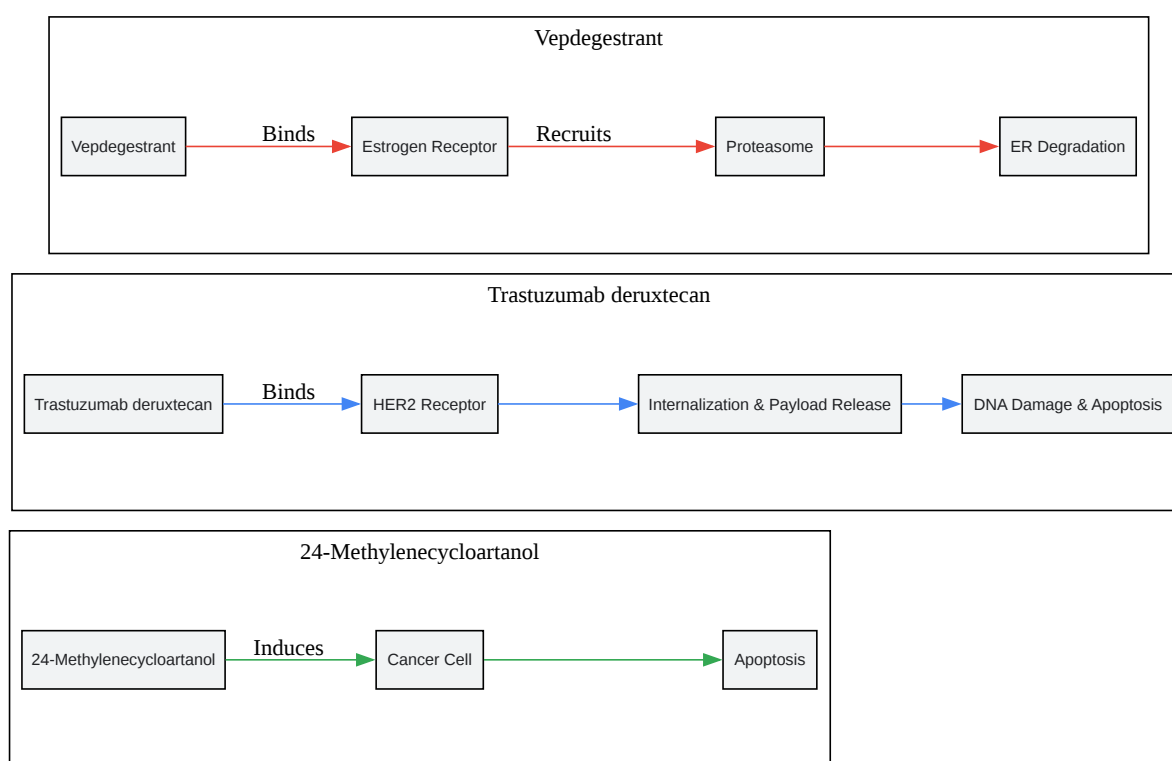 Vepdegestrant
Vepdegestrant
Binds
Estrogen Receptor
Recruits
Proteasome
ER Degradation
Trastuzumab deruxtecan
Trastuzumab deruxtecan
Binds
HER2 Receptor
Internalization & Payload Release
DNA Damage & Apoptosis
24-Methylenecycloartanol
24-Methylenecycloartanol
Induces
Cancer Cell
Apoptosis